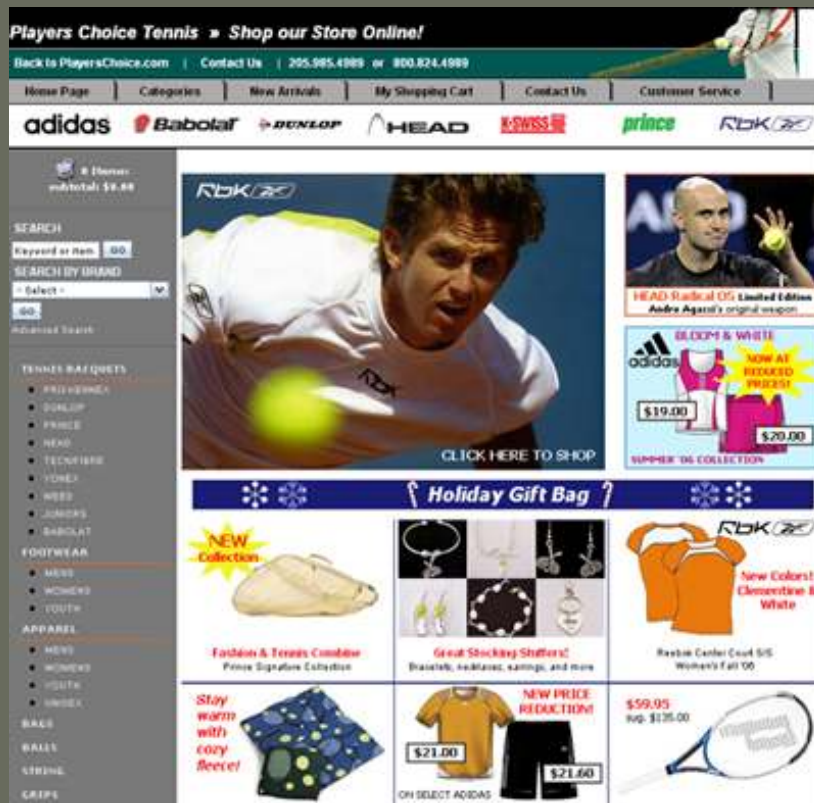 Players Choice Tennis » Shop our Store Online!
Back to PlayersChoice.com | Contact Us | 205.985.4989 or 800.824.4989
Home Page Categories New Arrivals My Shopping Cart Contact Us Customer Service
adidas Babolat DUNLOP HEAD K-SWISS prince Rbk
subtotal: $0.00
SEARCH
Keyword or Item GO
SEARCH BY BRAND
- Select -
GO
Advanced Search
TENNIS RACQUETS
PRO KENNEX
DUNLOP
PRINCE
HEAD
TECNIFIBRE
YONEX
WEED
JUNIORS
BABOLAT
FOOTWEAR
MENS
WOMENS
YOUTH
APPAREL
MENS
WOMENS
YOUTH
UNISEX
BAGS
BALLS
STRING
GRIPS
Rbk
Rbk
CLICK HERE TO SHOP
HEAD Radical OS Limited Edition
Andre Agassi's original weapon
BLOOM & WHITE
adidas
NOW AT
REDUCED
PRICES!
$19.00
$20.00
SUMMER '06 COLLECTION
Holiday Gift Bag
NEW
Collection
Fashion & Tennis Combine
Prince Signature Collection
Great Stocking Stuffers!
Bracelets, necklaces, earrings, and more
Rbk
New Colors!
Clementine &
White
Reebok Center Court S/S
Women's Fall '06
Stay
warm
with
cozy
fleece!
NEW PRICE
REDUCTION!
$21.00
$21.60
ON SELECT ADIDAS
$59.95
sug. $135.00